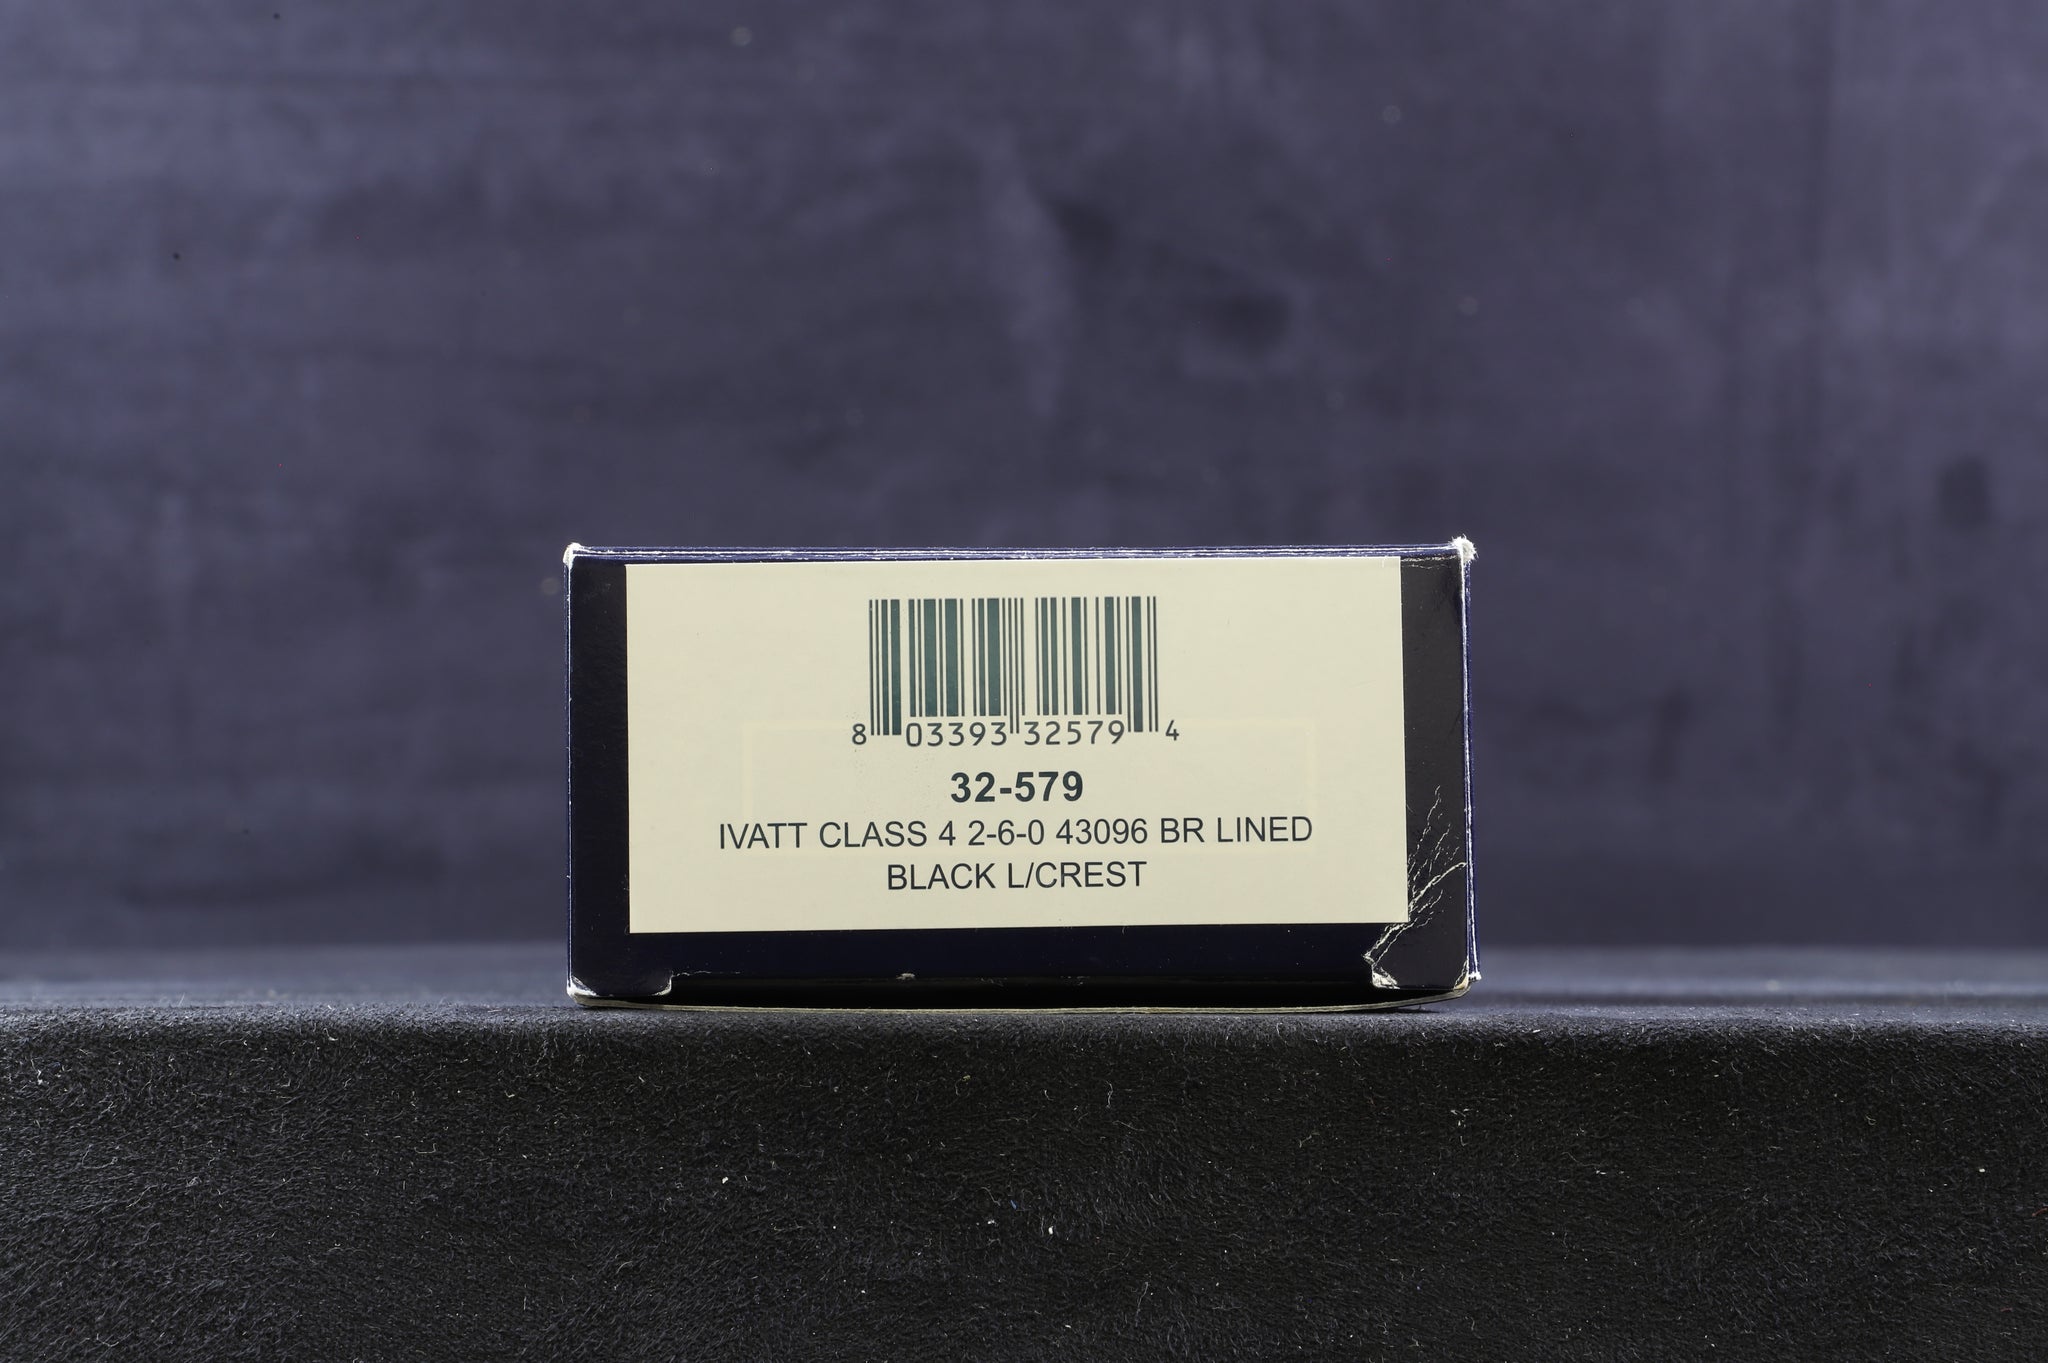 8 03393 32579 4
32-579
IVATT CLASS 4 2-6-0 43096 BR LINED
BLACK L/CREST